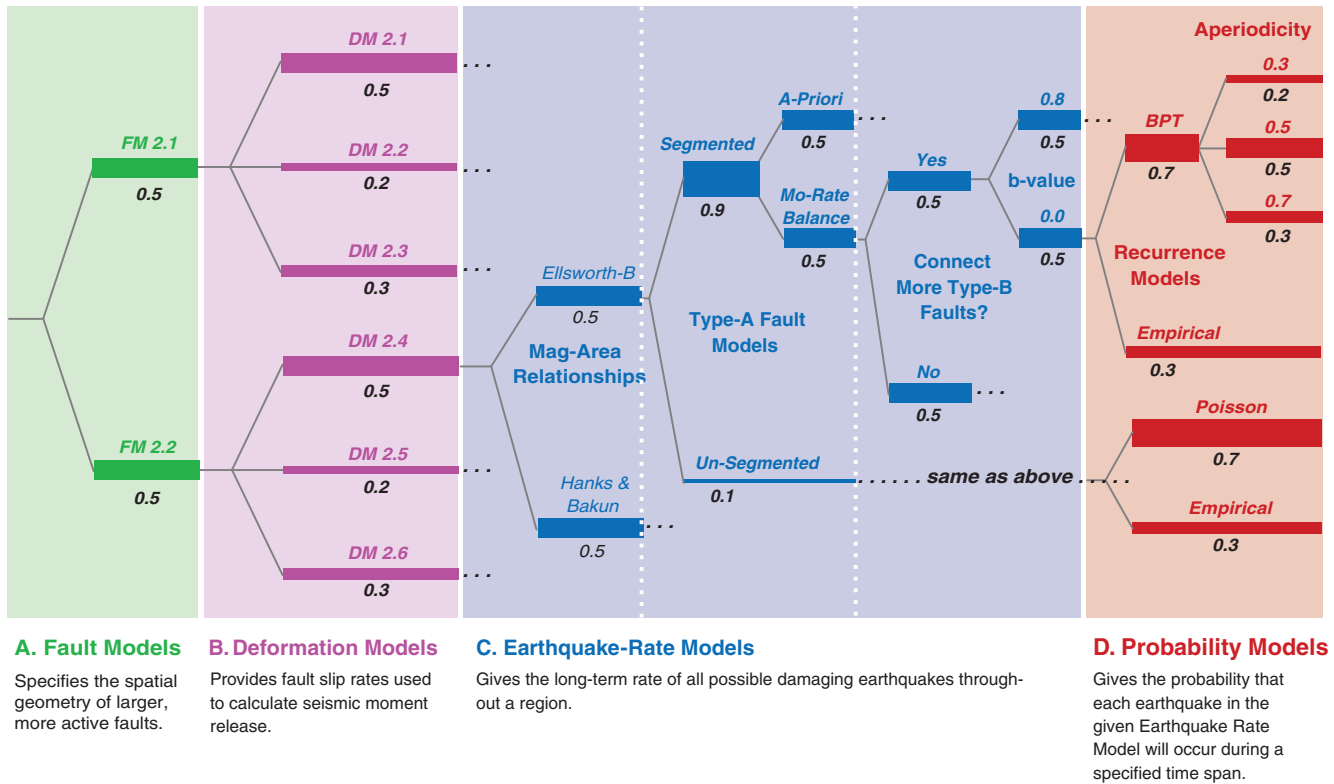 FM 2.1
0.5
FM 2.2
0.5
DM 2.1
0.5
...
DM 2.2
0.2
...
DM 2.3
0.3
...
DM 2.4
0.5
DM 2.5
0.2
...
DM 2.6
0.3
...
Ellsworth-B
0.5
Mag-Area
Relationships
Hanks &
Bakun
0.5
...
Segmented
0.9
Type-A Fault
Models
Un-Segmented
0.1
A-Priori
0.5
...
Mo-Rate
Balance
0.5
Yes
0.5
Connect
More Type-B
Faults?
No
0.5
...
0.8
0.5
...
b-value
0.0
0.5
...... same as above ......
Aperiodicity
0.3
0.2
BPT
0.7
0.5
0.5
0.7
0.3
Recurrence
Models
Empirical
0.3
Poisson
0.7
Empirical
0.3
A. Fault Models
Specifies the spatial
geometry of larger,
more active faults.
B. Deformation Models
Provides fault slip rates used
to calculate seismic moment
release.
C. Earthquake-Rate Models
Gives the long-term rate of all possible damaging earthquakes through-
out a region.
D. Probability Models
Gives the probability that
each earthquake in the
given Earthquake Rate
Model will occur during a
specified time span.